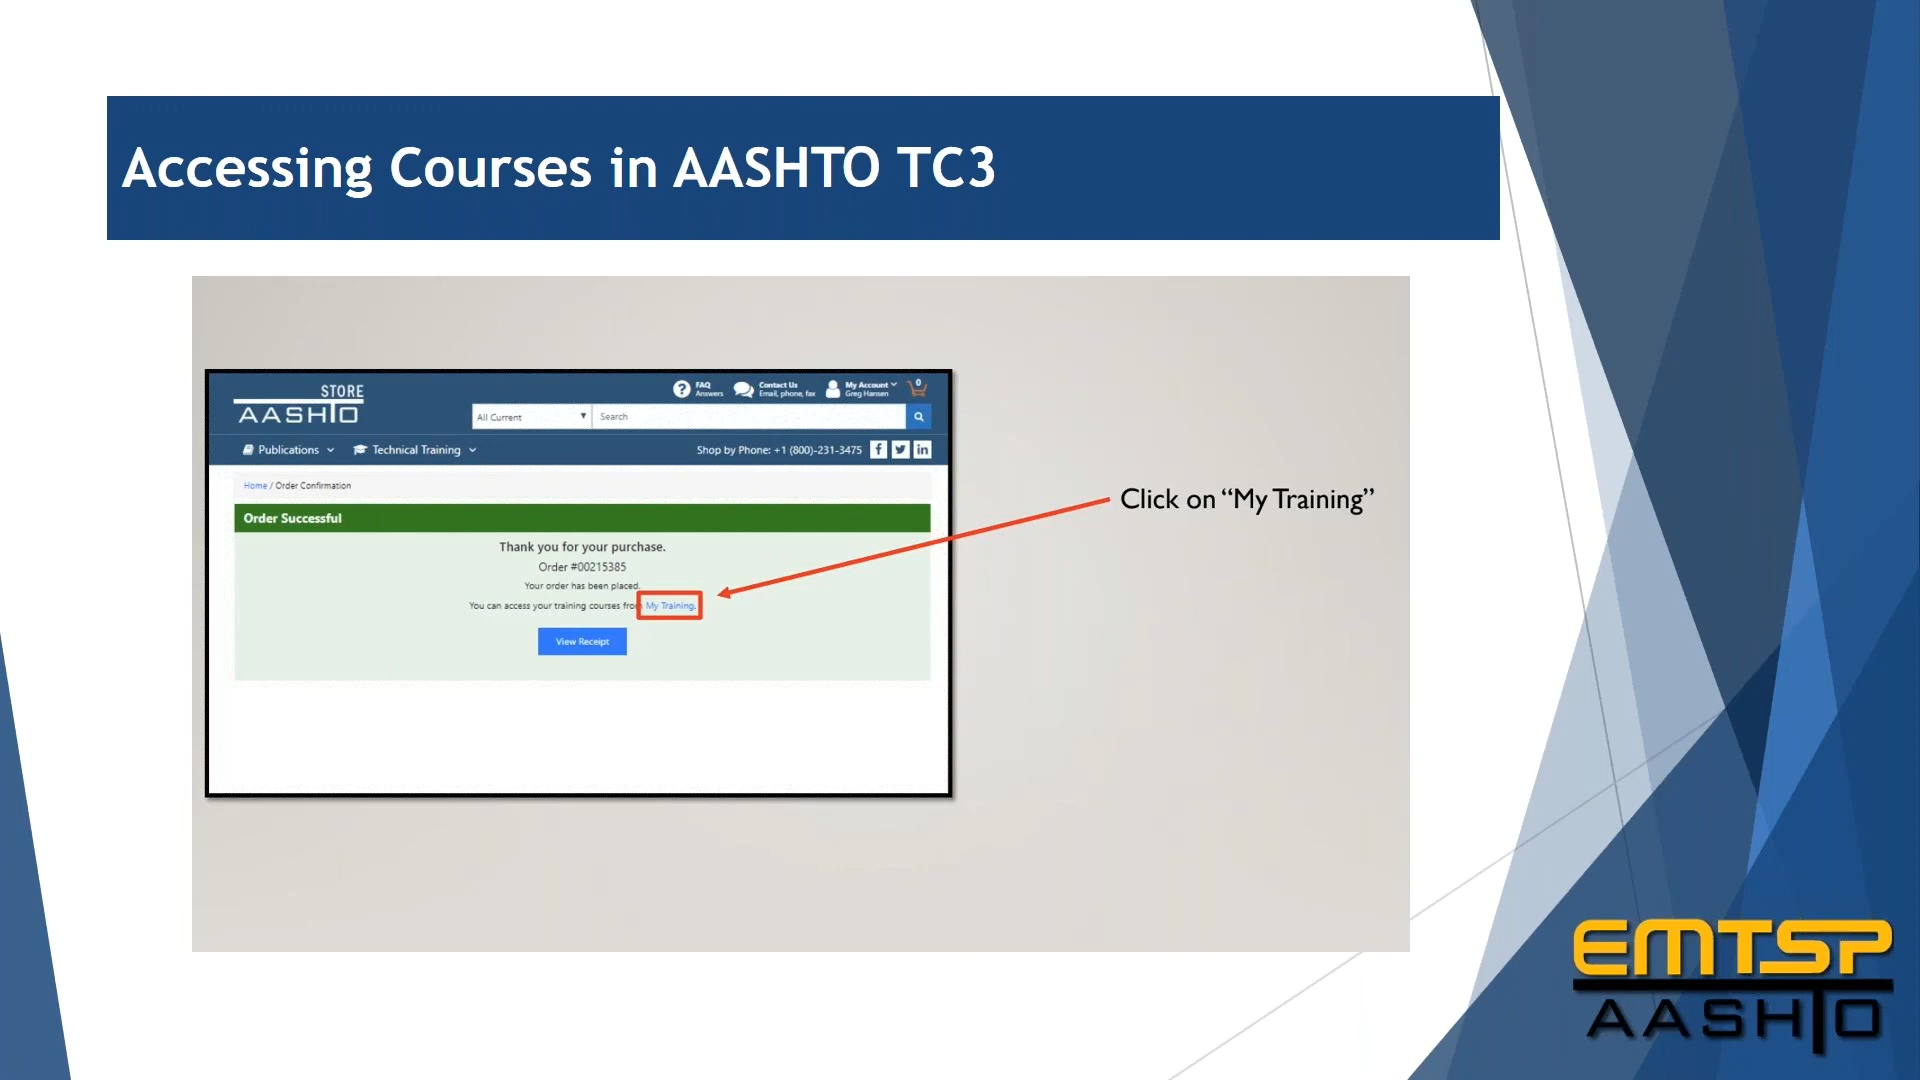 Accessing Courses in AASHTO TC3
STORE
AASHTO
FAQ
Answers
Contact Us
Email, phone, fax
My Account
Greg Hansen
0
All Current
Search
Publications
Technical Training
Shop by Phone: +1 (800)-231-3475
Home / Order Confirmation
Order Successful
Thank you for your purchase.
Order #00215385
Your order has been placed.
You can access your training courses from My Training.
View Receipt
Click on “My Training”
EMTSP
AASHTO